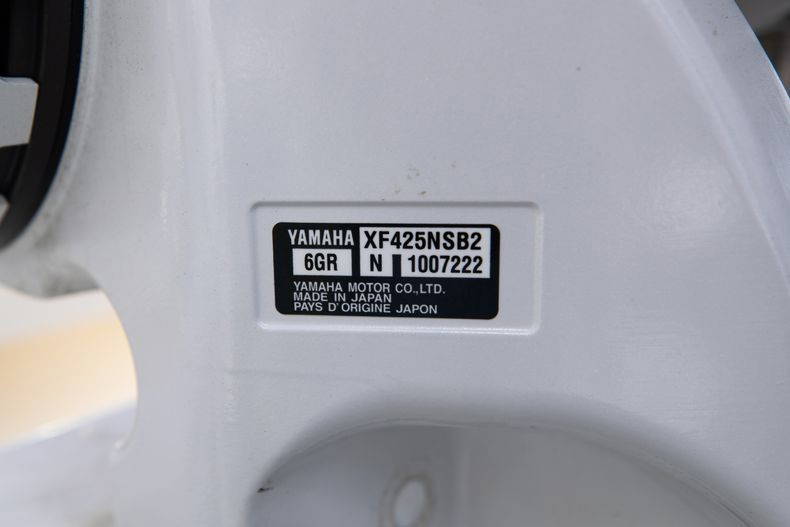 YAMAHA XF425NSB2
6GR N 1007222
YAMAHA MOTOR CO.,LTD.
MADE IN JAPAN
PAYS D'ORIGINE JAPON